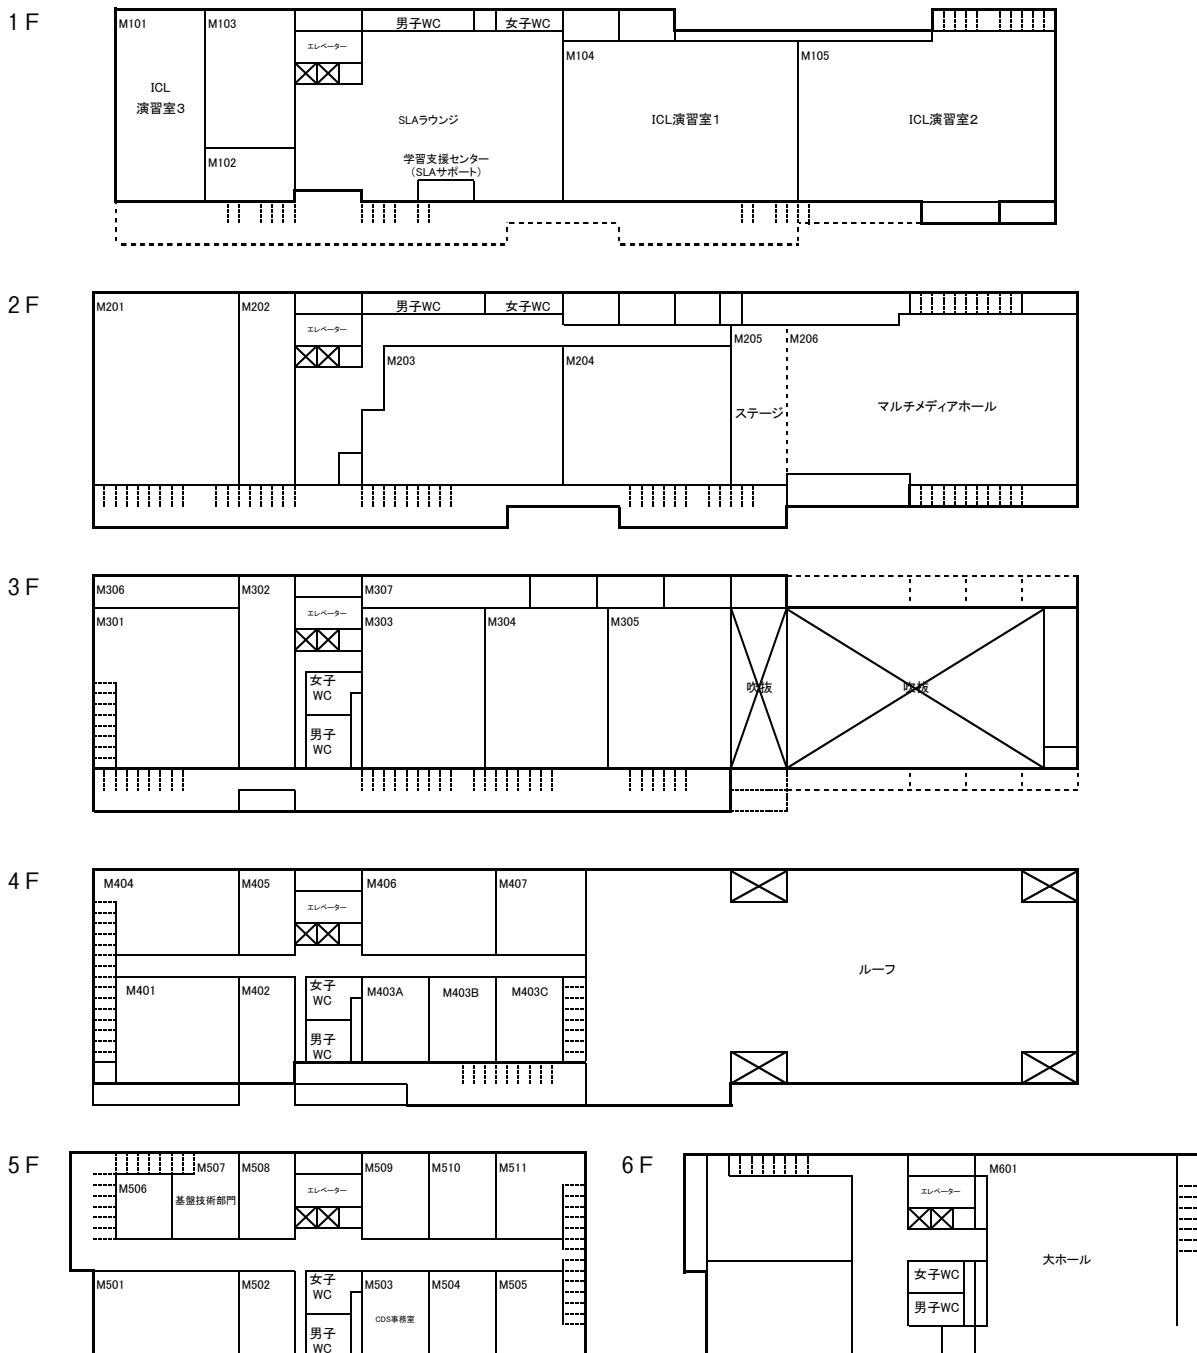 1F
M101
M103
男子WC
女子WC
エレベーター
M104
M105
ICL
演習室3
SLAラウンジ
ICL演習室1
ICL演習室2
M102
学習支援センター
(SLAサポート)
2F
M201
M202
男子WC
女子WC
エレベーター
M203
M204
M205
M206
ステージ
マルチメディアホール
3F
M306
M302
M307
エレベーター
M301
M303
M304
M305
女子
WC
男子
WC
吹抜
吹抜
4F
M404
M405
M406
M407
エレベーター
ルーフ
M401
M402
女子
WC
男子
WC
M403A
M403B
M403C
5F
M507
M508
M509
M510
M511
M506
基盤技術部門
エレベーター
M501
M502
女子
WC
男子
WC
M503
M504
M505
CDS事務室
6F
M601
エレベーター
大ホール
女子WC
男子WC